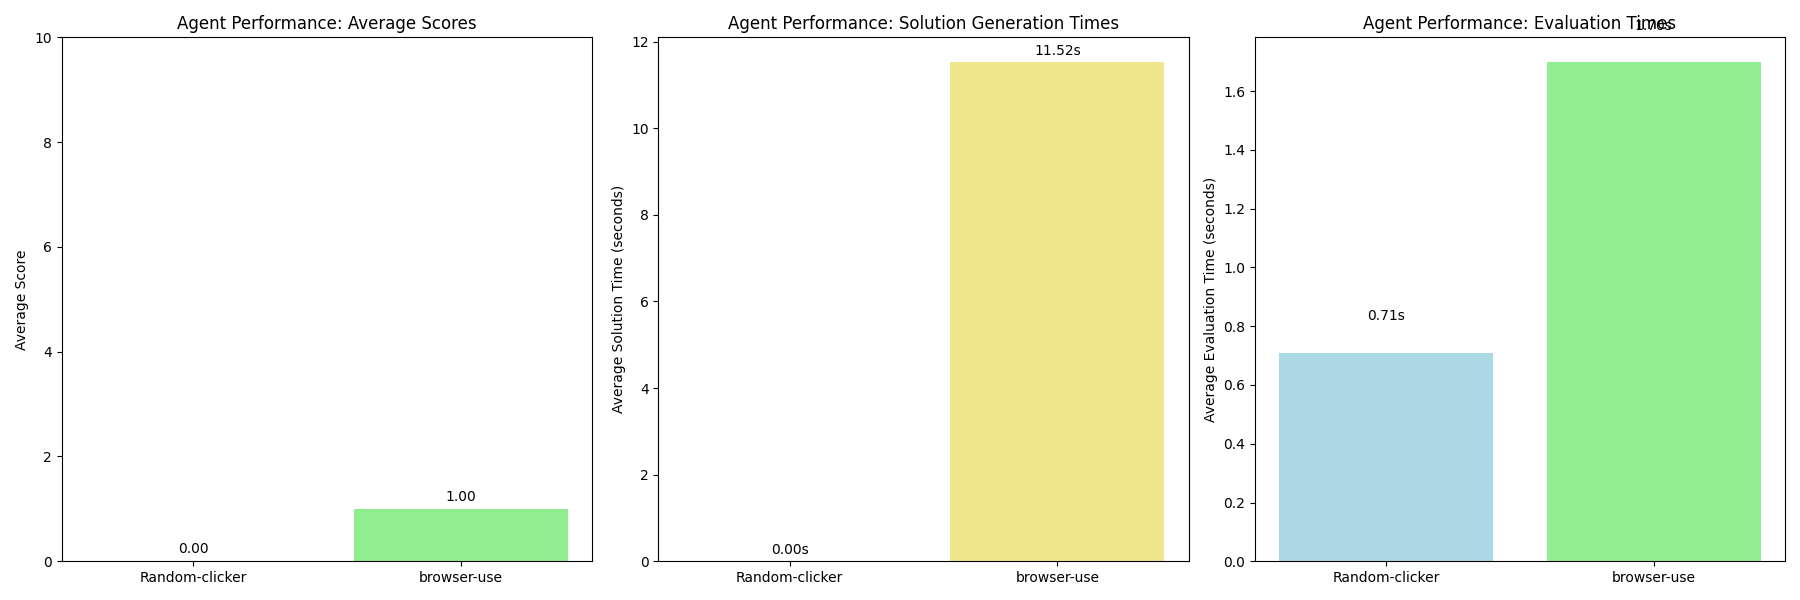 Agent Performance: Average Scores
Average Score
10
8
6
4
2
0
0.00
1.00
Random-clicker
browser-use
Agent Performance: Solution Generation Times
Average Solution Time (seconds)
12
10
8
6
4
2
0
0.00s
11.52s
Random-clicker
browser-use
Agent Performance: Evaluation Times
Average Evaluation Time (seconds)
1.6
1.4
1.2
1.0
0.8
0.6
0.4
0.2
0.0
0.71s
1.70s
Random-clicker
browser-use